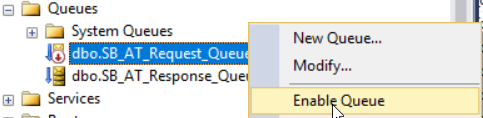 Queues
System Queues
dbo.SB_AT_Request_Queue
New Queue...
Modify...
dbo.SB_AT_Response_Que
Services
Enable Queue